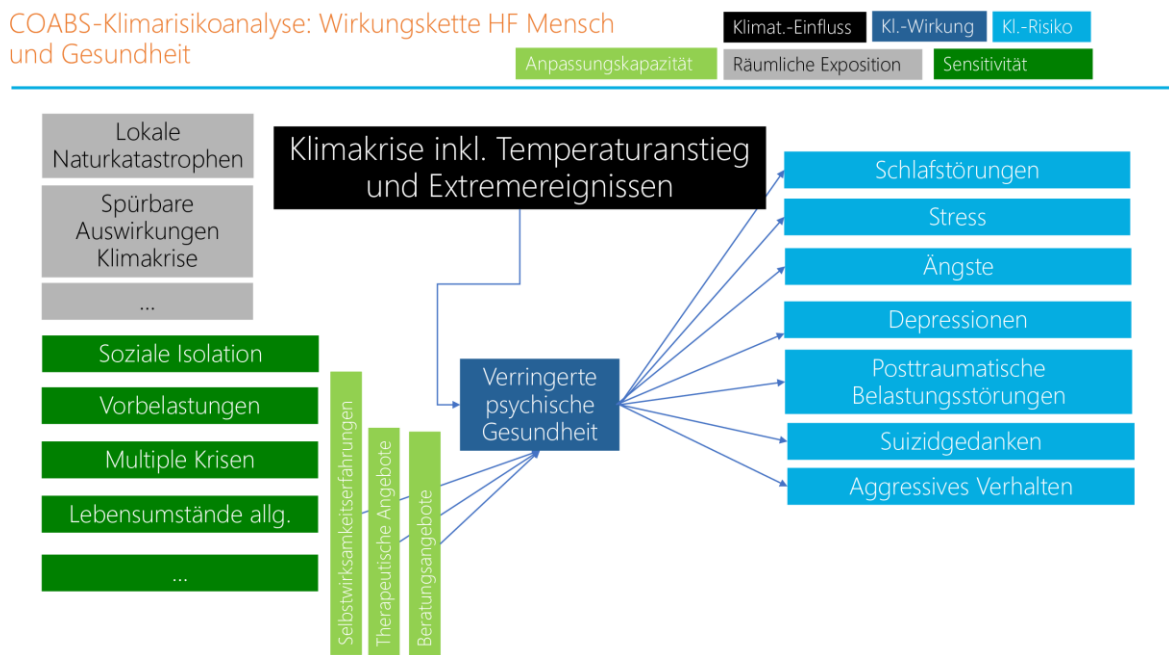 COABS-Klimarisikoanalyse: Wirkungskette HF Mensch
und Gesundheit
Klimat.-Einfluss
Kl.-Wirkung
Kl.-Risiko
Anpassungskapazität
Räumliche Exposition
Sensitivität
Lokale
Naturkatastrophen
Spürbare
Auswirkungen
Klimakrise
...
Soziale Isolation
Vorbelastungen
Multiple Krisen
Lebensumstände allg.
...
Selbstwirksamkeitserfahrungen
Therapeutische Angebote
Beratungsangebote
Klimakrise inkl. Temperaturanstieg
und Extremereignissen
Verringerte
psychische
Gesundheit
Schlafstörungen
Stress
Ängste
Depressionen
Posttraumatische
Belastungsstörungen
Suizidgedanken
Aggressives Verhalten